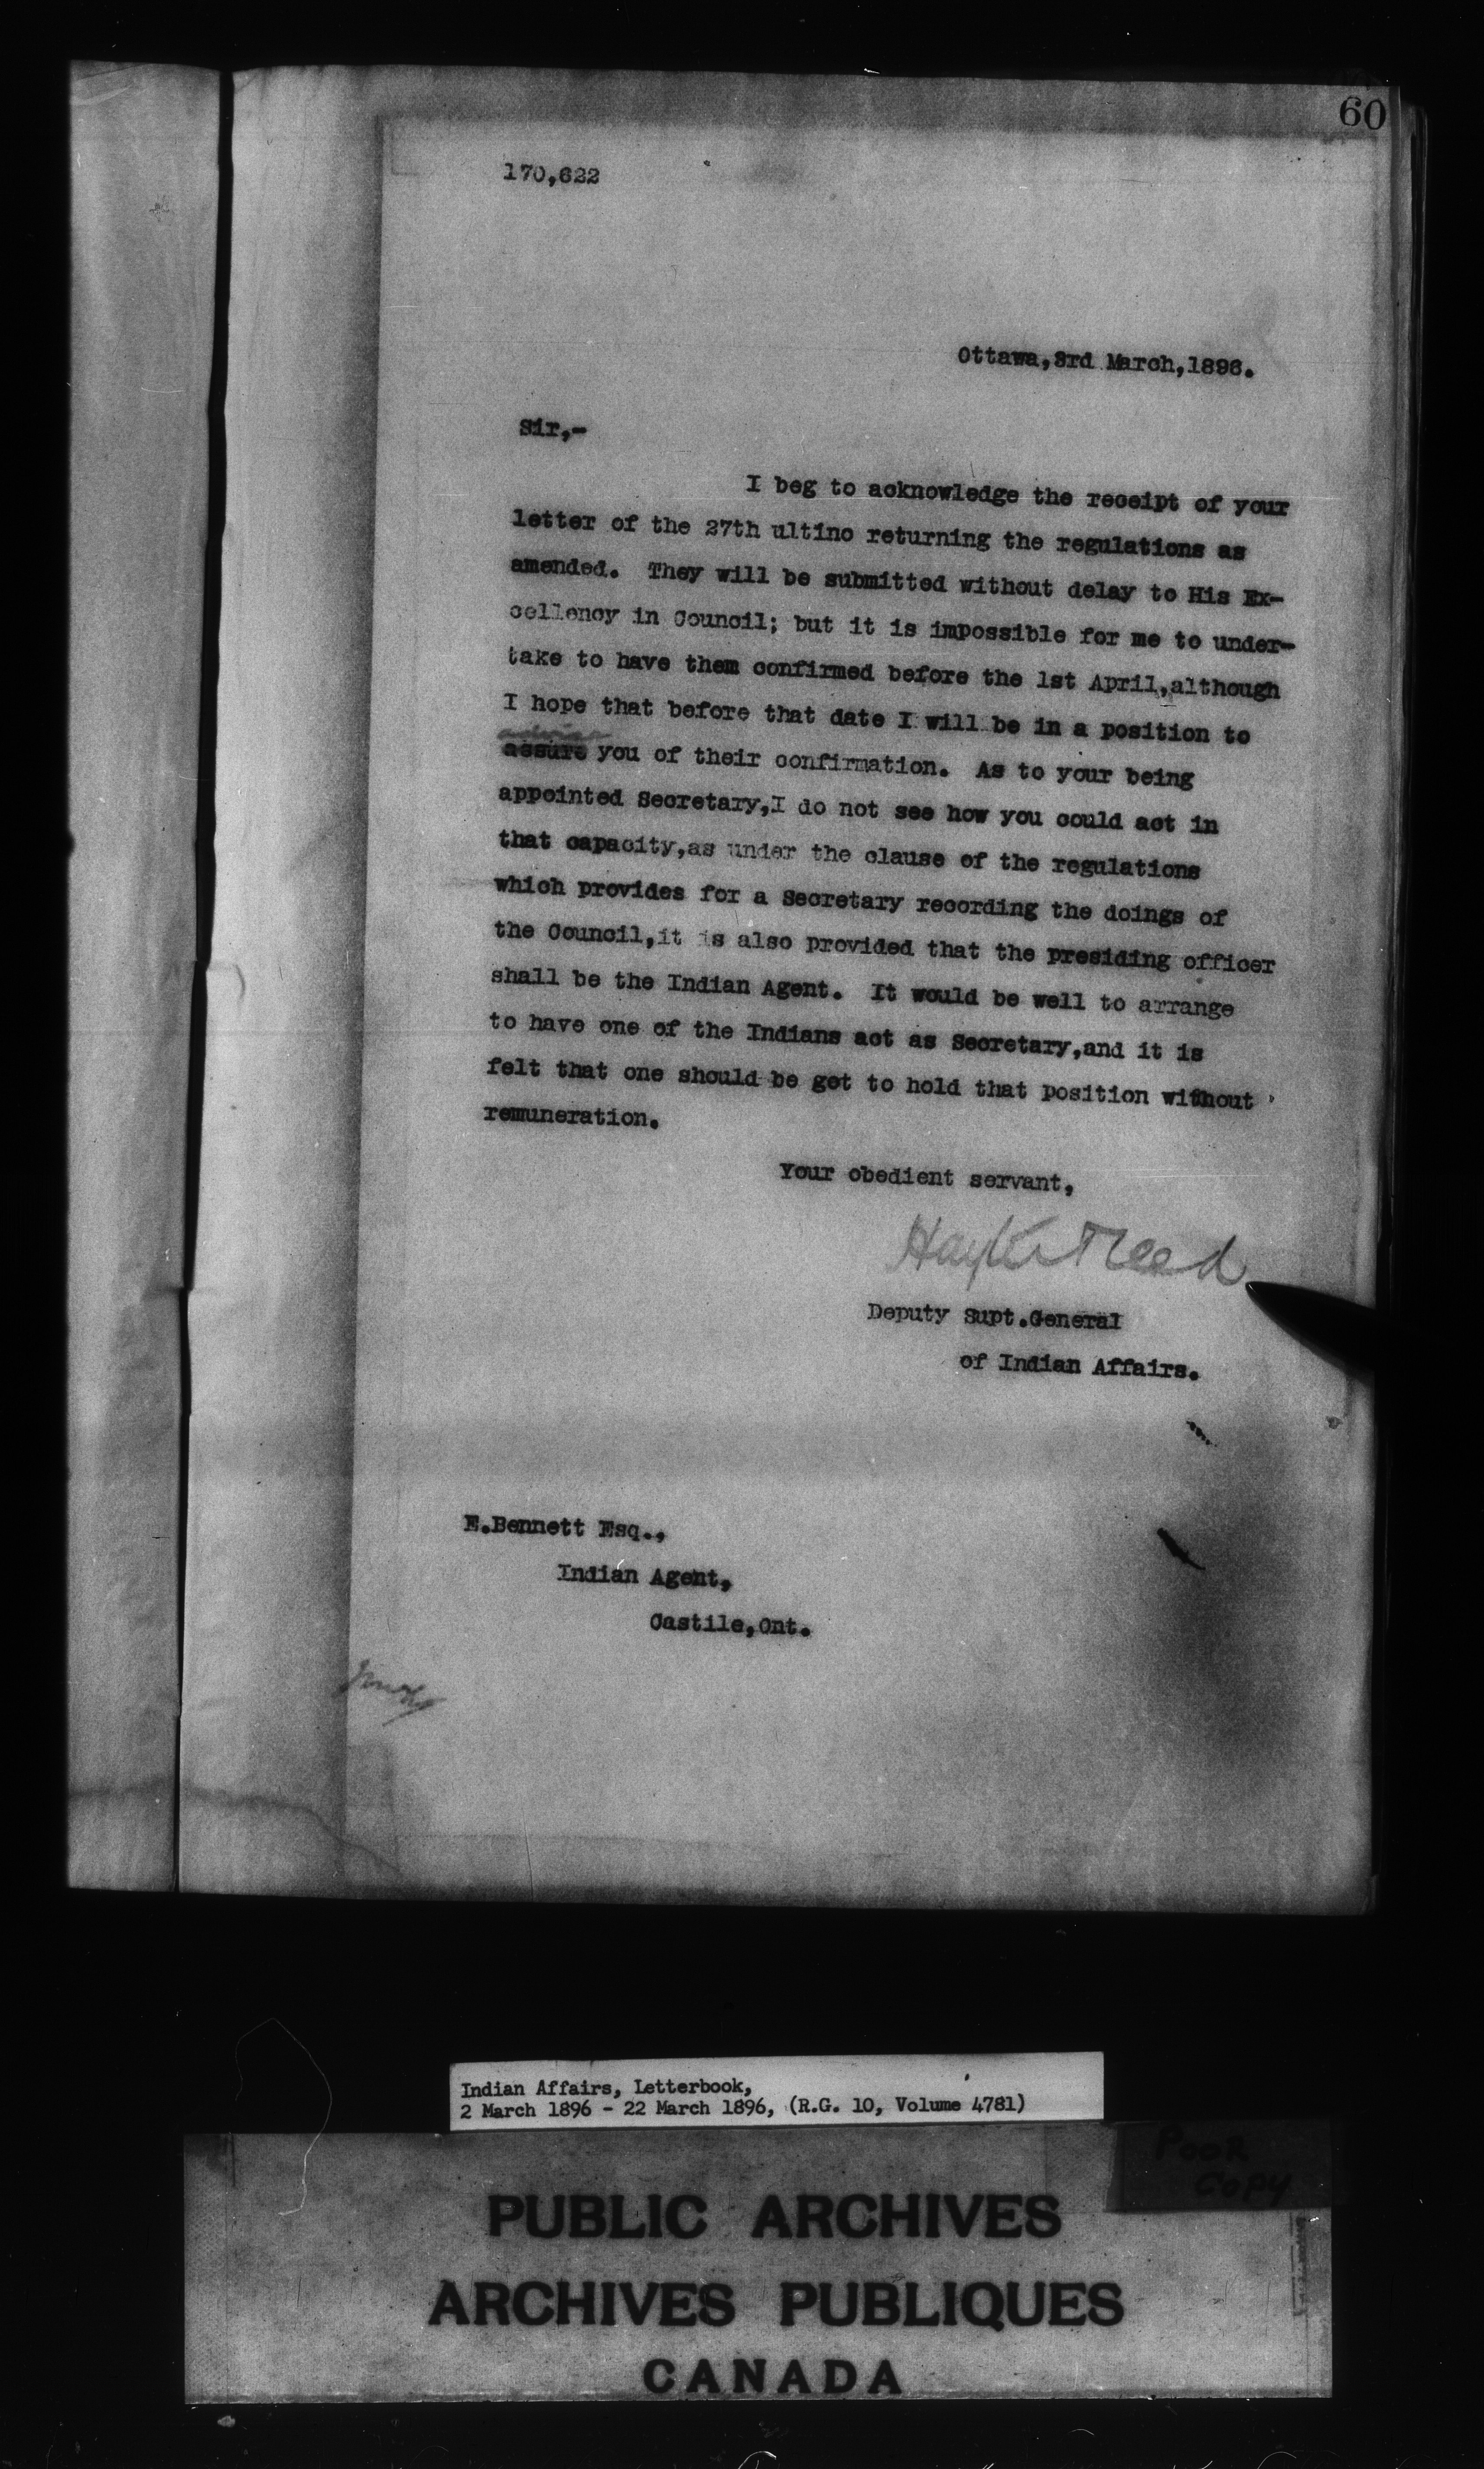 60
170,622
Ottawa,3rd March,1896.
Sir,-
I beg to acknowledge the receipt of your
letter of the 27th ultino returning the regulations as
amended. They will be submitted without delay to His Ex-
cellency in Council; but it is impossible for me to under-
take to have them confirmed before the 1st April,although
I hope that before that date I will be in a position to
advise
assure you of their confirmation. As to your being
appointed Secretary,I do not see how you could act in
that capacity,as under the clause of the regulations
which provides for a Secretary recording the doings of
the Council,it is also provided that the presiding officer
shall be the Indian Agent. It would be well to arrange
to have one of the Indians act as Secretary,and it is
felt that one should be got to hold that position without
remuneration.
Your obedient servant,
Hayter Reed
Deputy Supt.General
of Indian Affairs.
E.Bennett Esq.,
Indian Agent,
Castile,Ont.
Indian Affairs, Letterbook,
2 March 1896 - 22 March 1896, (R.G. 10, Volume 4781)
POOR
COPY
PUBLIC ARCHIVES
ARCHIVES PUBLIQUES
CANADA